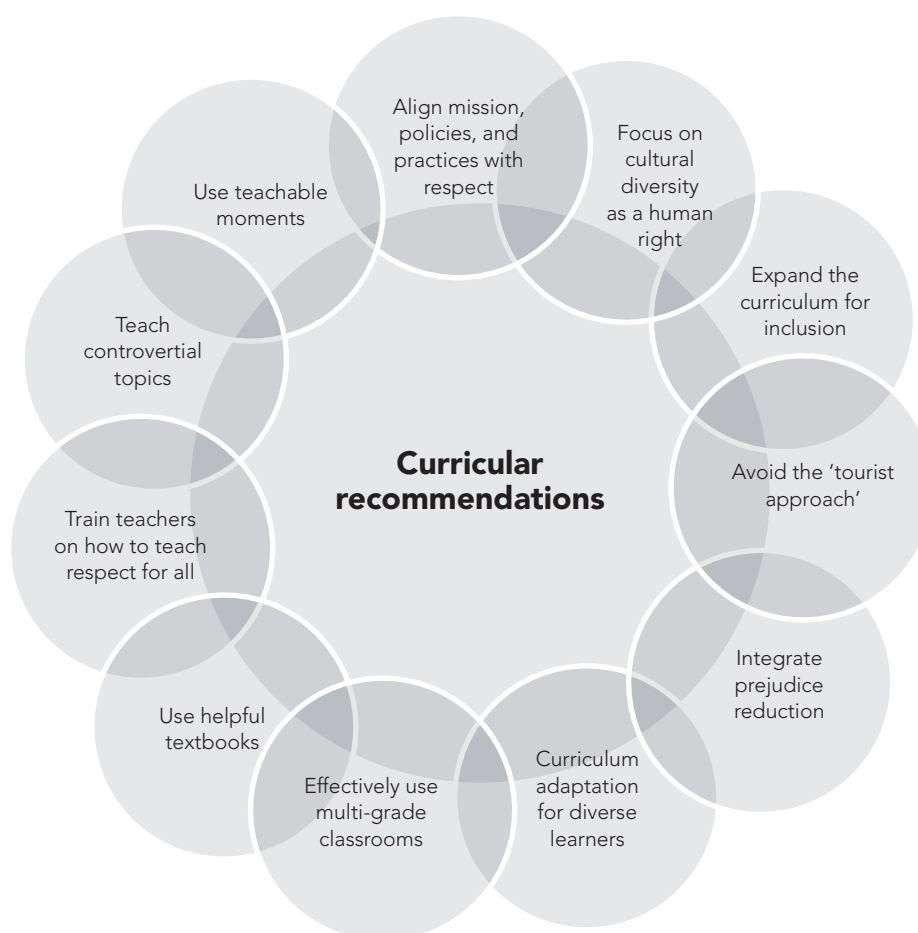 Align mission,
policies, and
practices with
respect
Focus on
cultural
diversity
as a human
right
Expand the
curriculum for
inclusion
Avoid the ‘tourist
approach’
Integrate
prejudice
reduction
Curriculum
adaptation
for diverse
learners
Effectively use
multi-grade
classrooms
Use helpful
textbooks
Train teachers
on how to teach
respect for all
Teach
controvertial
topics
Use teachable
moments
Curricular
recommendations